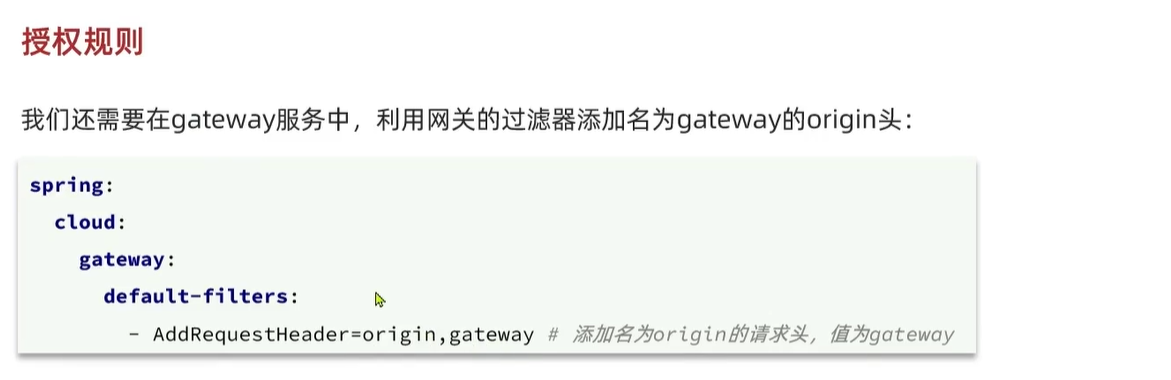 授权规则
我们还需要在gateway服务中，利用网关的过滤器添加名为gateway的origin头：
spring:
  cloud:
    gateway:
      default-filters:
        - AddRequestHeader=origin,gateway # 添加名为origin的请求头，值为gateway